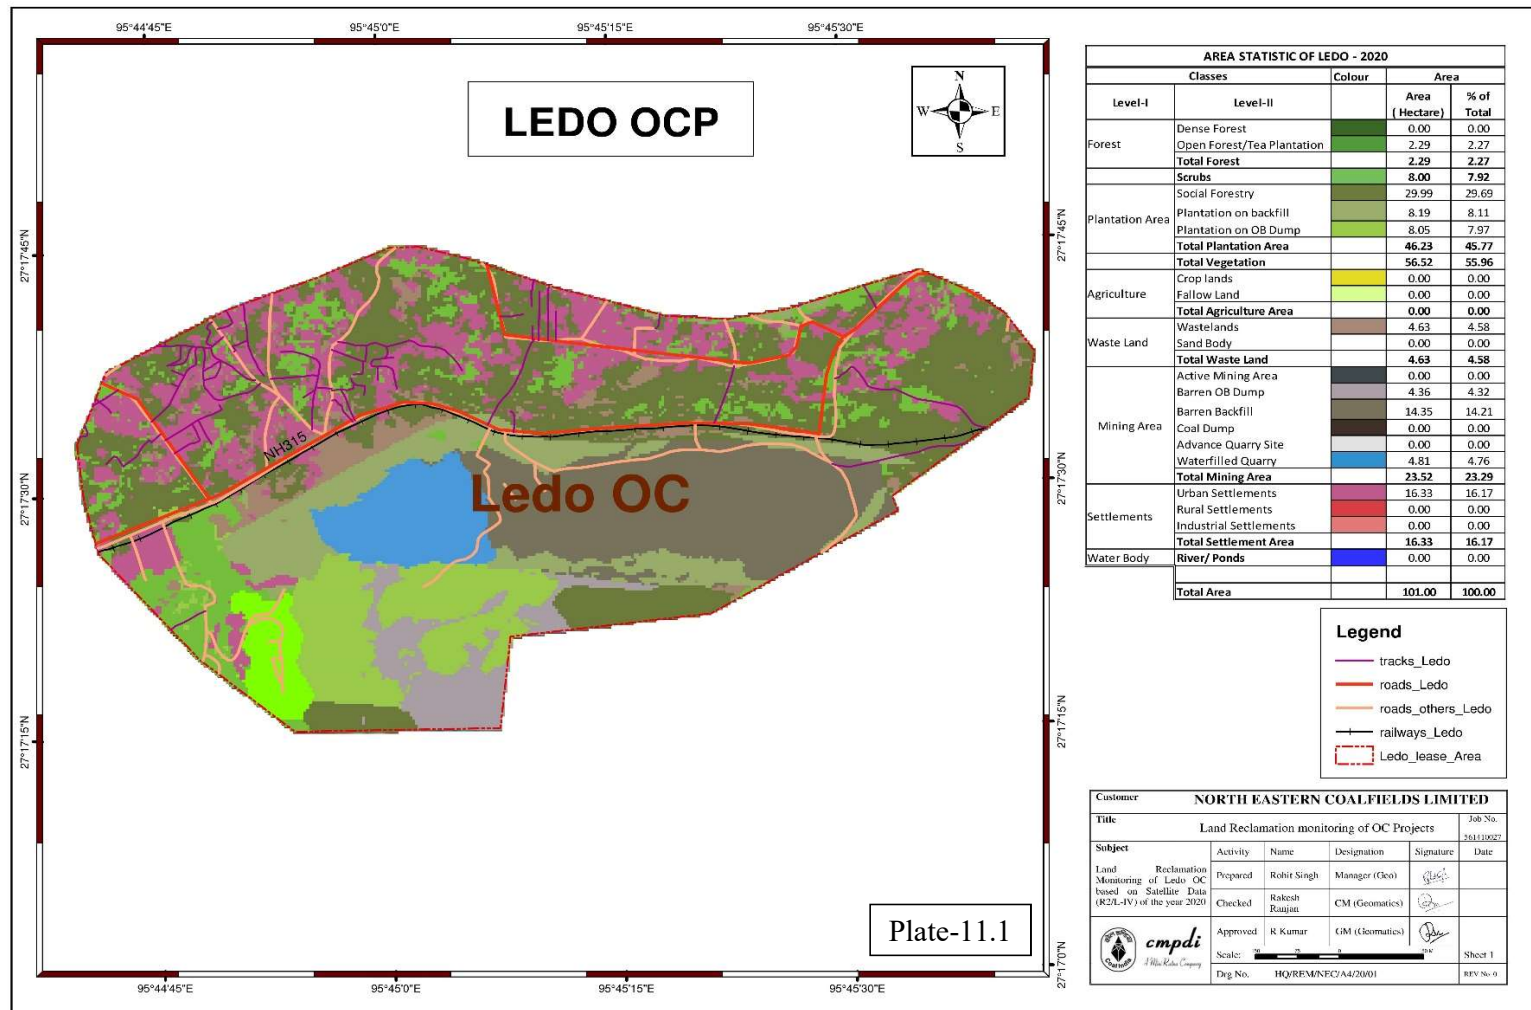 95°44'45"E 95°45'0"E 95°45'15"E 95°45'30"E
LEDO OCP
N
W E
S
27°17'45"N 27°17'45"N
NH315
Ledo OC
27°17'30"N 27°17'30"N
27°17'15"N 27°17'15"N
27°17'0"N
Plate-11.1
95°44'45"E 95°45'0"E 95°45'15"E 95°45'30"E
AREA STATISTIC OF LEDO - 2020
Classes Colour Area
Level-I Level-II Area (Hectare) % of Total
Forest
Dense Forest 0.00 0.00
Open Forest/Tea Plantation 2.29 2.27
Total Forest 2.29 2.27
Scrubs 8.00 7.92
Plantation Area
Social Forestry 29.99 29.69
Plantation on backfill 8.19 8.11
Plantation on OB Dump 8.05 7.97
Total Plantation Area 46.23 45.77
Total Vegetation 56.52 55.96
Agriculture
Crop lands 0.00 0.00
Fallow Land 0.00 0.00
Total Agriculture Area 0.00 0.00
Waste Land
Wastelands 4.63 4.58
Sand Body 0.00 0.00
Total Waste Land 4.63 4.58
Mining Area
Active Mining Area 0.00 0.00
Barren OB Dump 4.36 4.32
Barren Backfill 14.35 14.21
Coal Dump 0.00 0.00
Advance Quarry Site 0.00 0.00
Waterfilled Quarry 4.81 4.76
Total Mining Area 23.52 23.29
Settlements
Urban Settlements 16.33 16.17
Rural Settlements 0.00 0.00
Industrial Settlements 0.00 0.00
Total Settlement Area 16.33 16.17
Water Body River/ Ponds 0.00 0.00
Total Area 101.00 100.00
Legend
tracks_Ledo
roads_Ledo
roads_others_Ledo
railways_Ledo
Ledo_lease_Area
Customer NORTH EASTERN COALFIELDS LIMITED
Title Land Reclamation monitoring of OC Projects Job No.
561410027
Subject Activity Name Designation Signature Date
Land Reclamation
Monitoring of Ledo OC
based on Satellite Data
(R2/L-IV) of the year 2020
Prepared Rohit Singh Manager (Geo)
Checked Rakesh Ranjan CM (Geomatics)
Approved R Kumar GM (Geomatics)
cmpdi
A Mini Ratna Company
Coal India
Scale: Sheet 1
Drg No. HQ/REM/NEC/A4/20/01 REV No 0